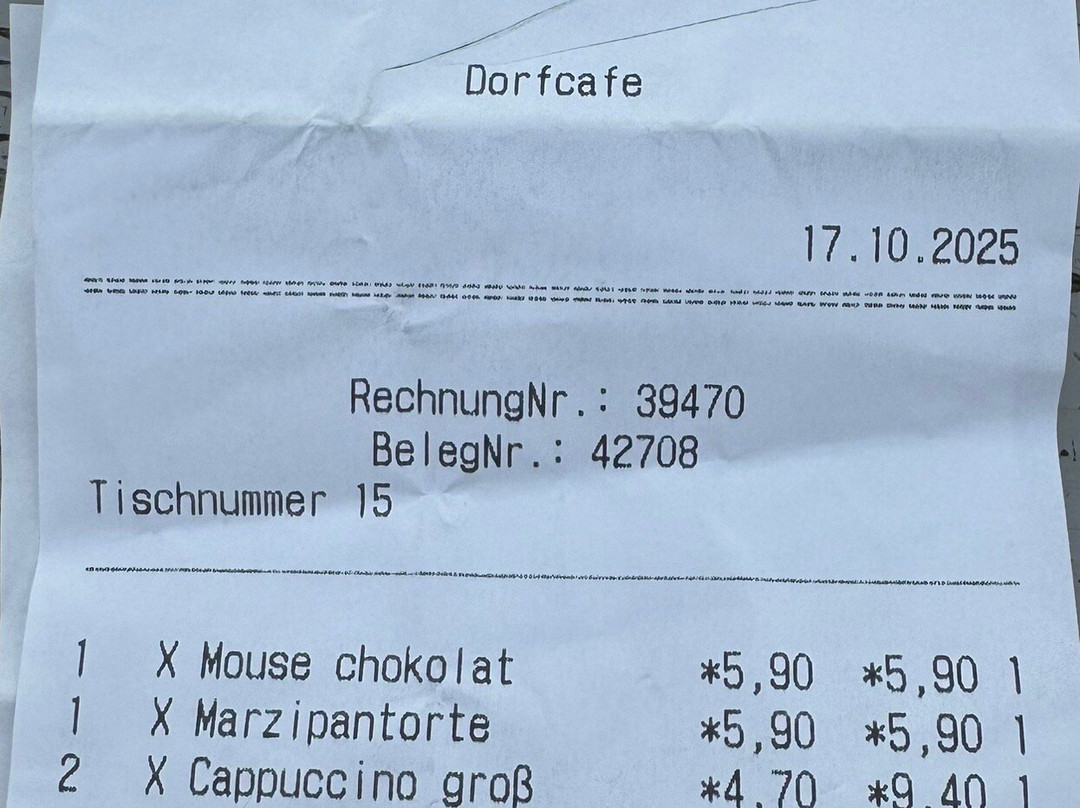 Dorfcafe
17.10.2025
RechnungNr.: 39470
BelegNr.: 42708
Tischnummer 15
1 X Mouse chokolat *5,90 *5,90 1
1 X Marzipantorte *5,90 *5,90 1
2 X Cappuccino groß *4,70 *9,40 1